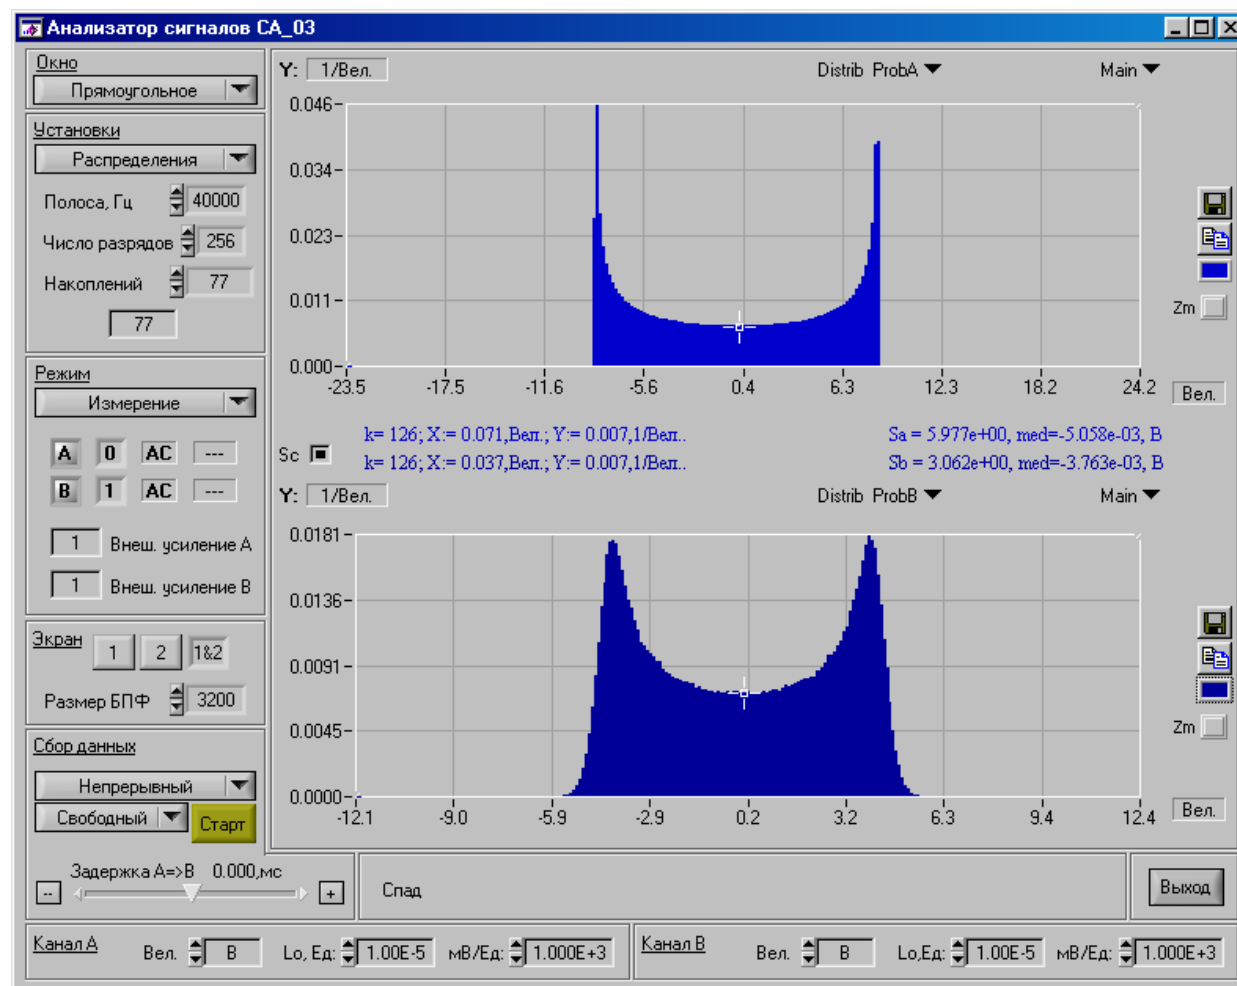 Анализатор сигналов СА_03
Окно
Прямоугольное
Установки
Распределения
Полоса, Гц 40000
Число разрядов 256
Накоплений 77
77
Режим
Измерение
A 0 AC ---
B 1 AC ---
1 Внеш. усиление А
1 Внеш. усиление В
Экран 1 2 1&2
Размер БПФ 3200
Сбор данных
Непрерывный
Свободный Старт
Y: 1/Вел. Distrib ProbA Main
0.046
0.034
0.023
0.011
0.000
-23.5 -17.5 -11.6 -5.6 0.4 6.3 12.3 18.2 24.2 Вел.
Zm
Sc
k= 126; X:= 0.071,Вел.; Y:= 0.007,1/Вел.. Sa = 5.977e+00, med=-5.058e-03, В
k= 126; X:= 0.037,Вел.; Y:= 0.007,1/Вел.. Sb = 3.062e+00, med=-3.763e-03, В
Y: 1/Вел. Distrib ProbB Main
0.0181
0.0136
0.0091
0.0045
0.0000
-12.1 -9.0 -5.9 -2.9 0.2 3.2 6.3 9.4 12.4 Вел.
Zm
Задержка А=>В 0.000,мс
-- +
Спад
Выход
Канал А Вел. В Lo, Ед: 1.00E-5 мВ/Ед: 1.000E+3
Канал В Вел. В Lo,Ед: 1.00E-5 мВ/Ед: 1.000E+3